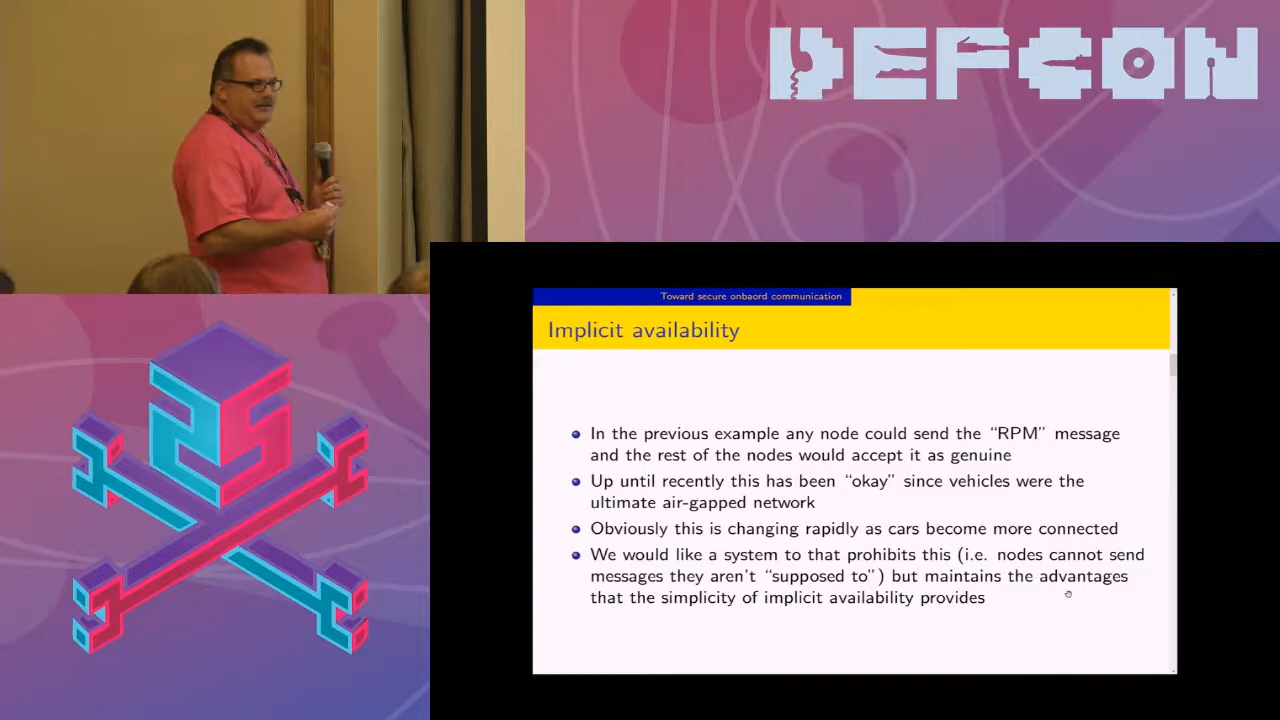 DEFCON
Toward secure onbaord communication
Implicit availability
In the previous example any node could send the “RPM” message
and the rest of the nodes would accept it as genuine
Up until recently this has been “okay” since vehicles were the
ultimate air-gapped network
Obviously this is changing rapidly as cars become more connected
We would like a system to that prohibits this (i.e. nodes cannot send
messages they aren’t “supposed to”) but maintains the advantages
that the simplicity of implicit availability provides